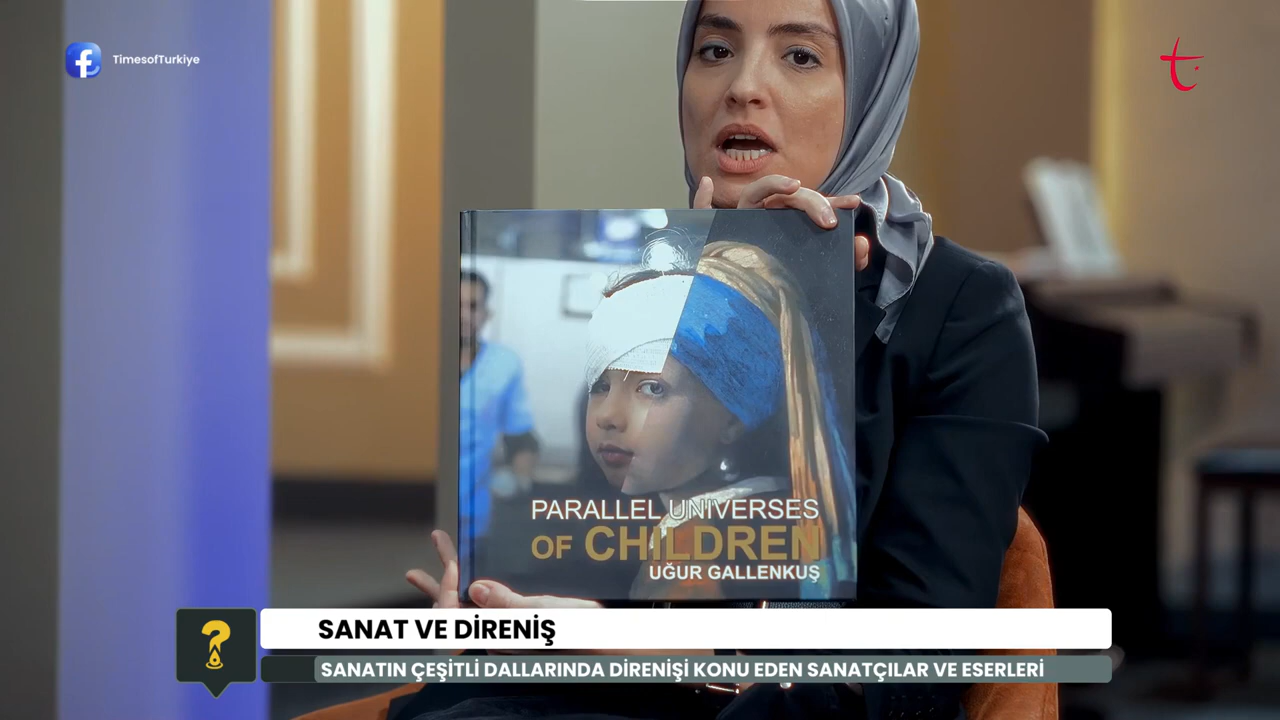 TimesofTurkiye
PARALLEL UNIVERSES
OF CHILDREN
UĞUR GALLENKUŞ
SANAT VE DİRENİŞ
SANATIN ÇEŞİTLİ DALLARINDA DİRENİŞİ KONU EDEN SANATÇILAR VE ESERLERİ